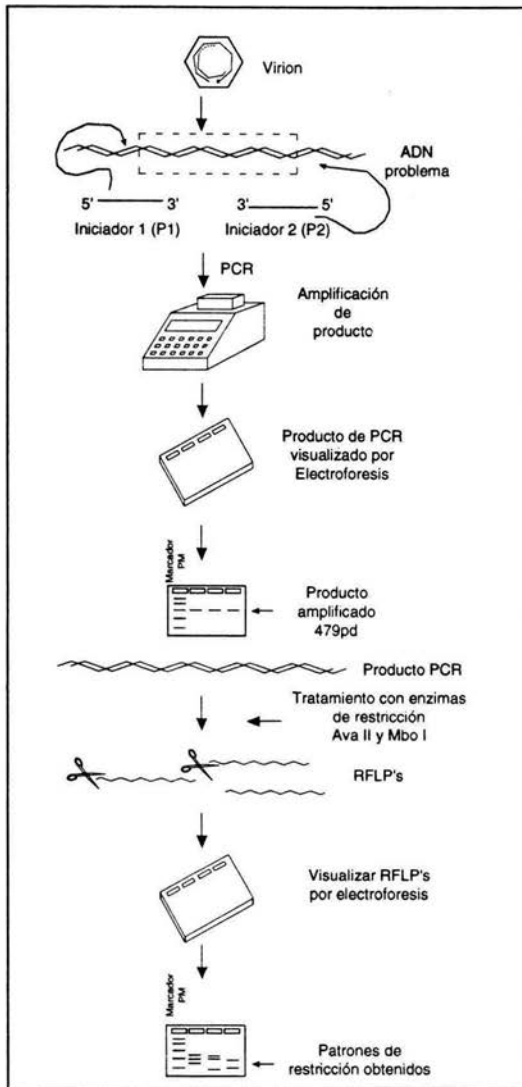 Virion
ADN
problema
5' 3' 3' 5'
Iniciador 1 (P1) Iniciador 2 (P2)
PCR
Amplificación
de
producto
Producto de PCR
visualizado por
Electroforesis
Marcador
PM
Producto
amplificado
479pd
Producto PCR
Tratamiento con enzimas
de restricción
Ava II y Mbo I
RFLP's
Visualizar RFLP's
por electroforesis
Marcador
PM
Patrones de
restricción obtenidos